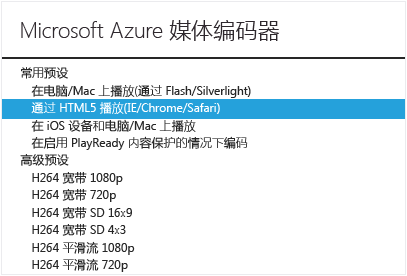 Microsoft Azure 媒体编码器
常用预设
在电脑/Mac 上播放(通过 Flash/Silverlight)
通过 HTML5 播放(IE/Chrome/Safari)
在 iOS 设备和电脑/Mac 上播放
在启用 PlayReady 内容保护的情况下编码
高级预设
H264 宽带 1080p
H264 宽带 720p
H264 宽带 SD 16x9
H264 宽带 SD 4x3
H264 平滑流 1080p
H264 平滑流 720p